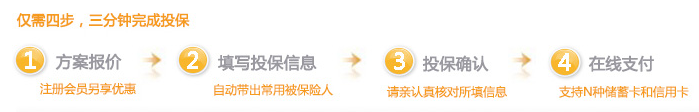 仅需四步，三分钟完成投保
1 方案报价 2 填写投保信息 3 投保确认 4 在线支付
注册会员另享优惠 自动带出常用被保险人 请亲认真核对所填信息 支持N种储蓄卡和信用卡